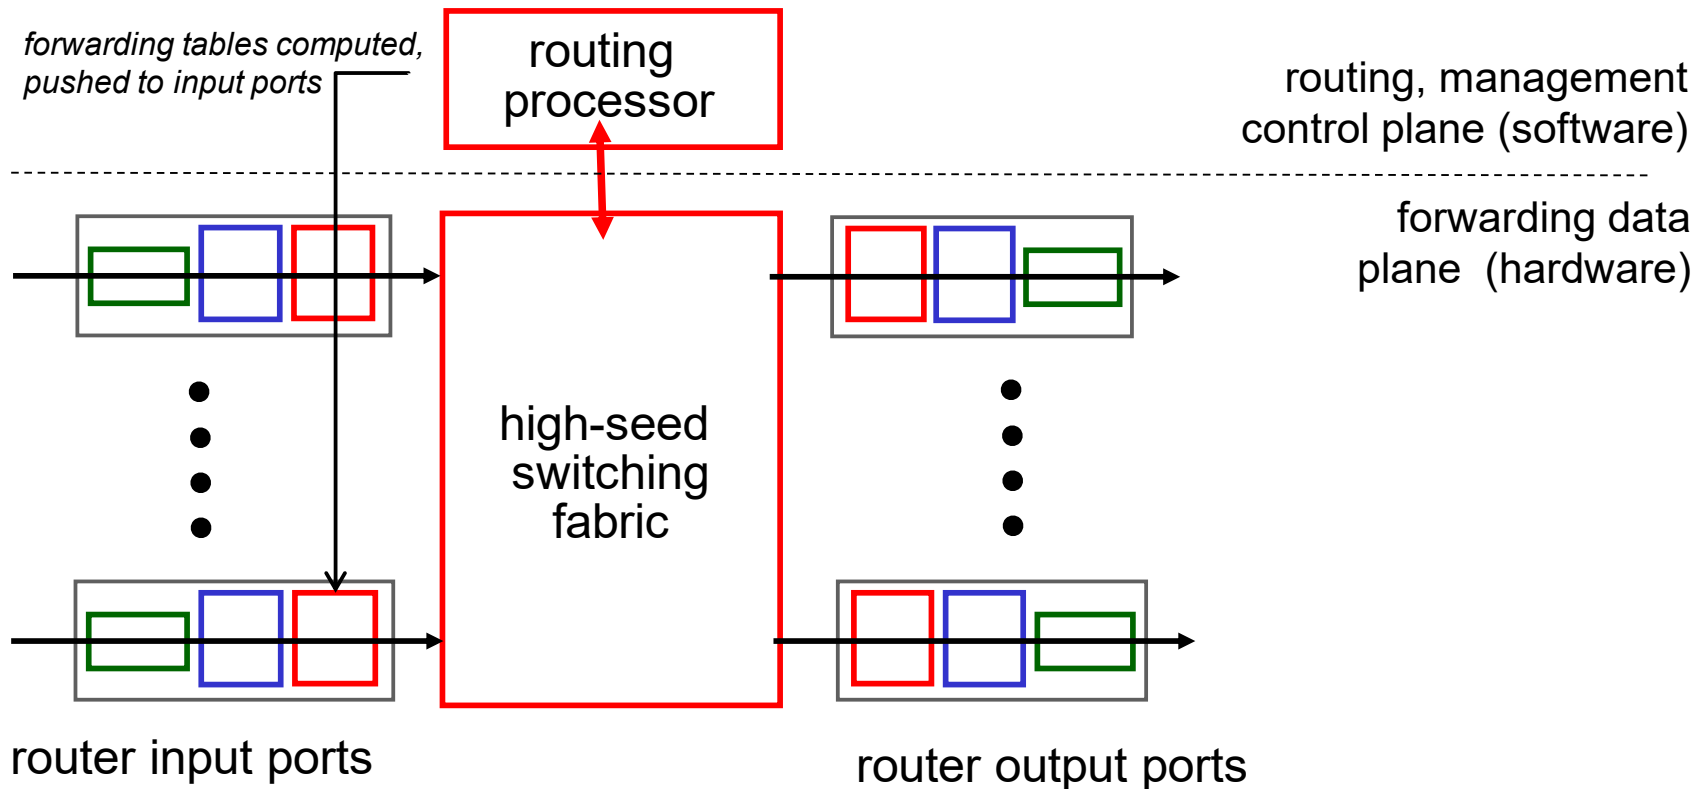 forwarding tables computed,
pushed to input ports
routing
processor
routing, management
control plane (software)
forwarding data
plane (hardware)
high-seed
switching
fabric
router input ports
router output ports